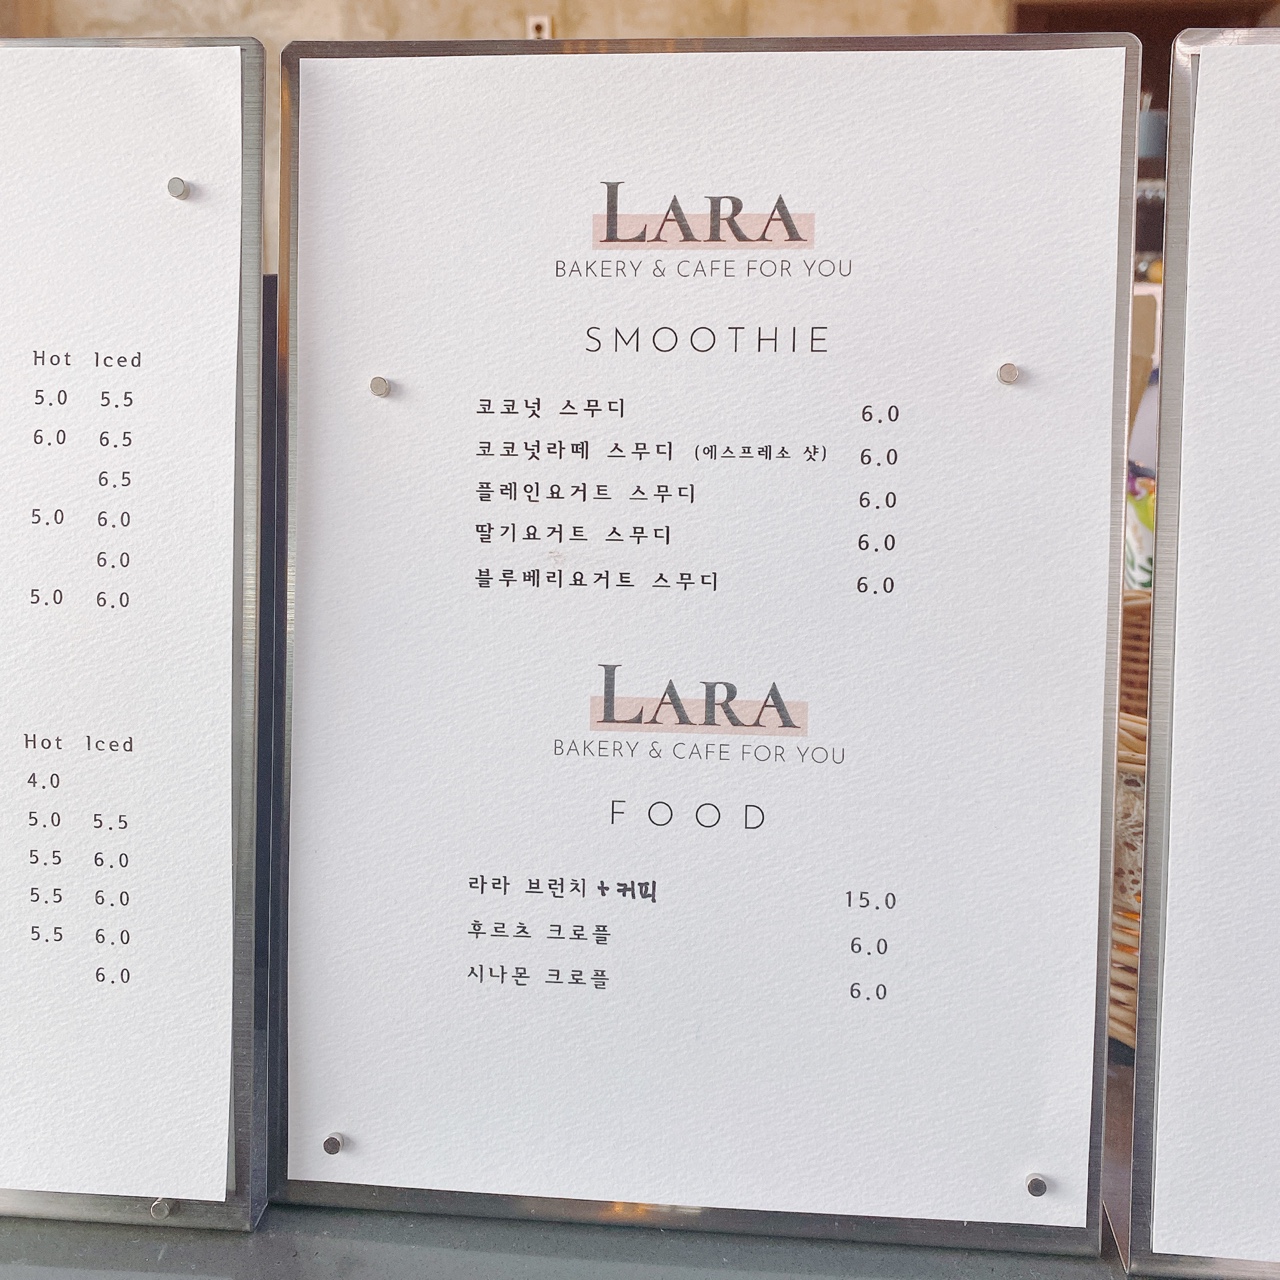 Hot Iced
5.0 5.5
6.0 6.5
6.5
5.0 6.0
6.0
5.0 6.0
Hot Iced
4.0
5.0 5.5
5.5 6.0
5.5 6.0
5.5 6.0
6.0
LARA
BAKERY & CAFE FOR YOU
SMOOTHIE
코코넛 스무디 6.0
코코넛라떼 스무디 (에스프레소 샷) 6.0
플레인요거트 스무디 6.0
딸기요거트 스무디 6.0
블루베리요거트 스무디 6.0
LARA
BAKERY & CAFE FOR YOU
FOOD
라라 브런치 + 커피 15.0
후르츠 크로플 6.0
시나몬 크로플 6.0